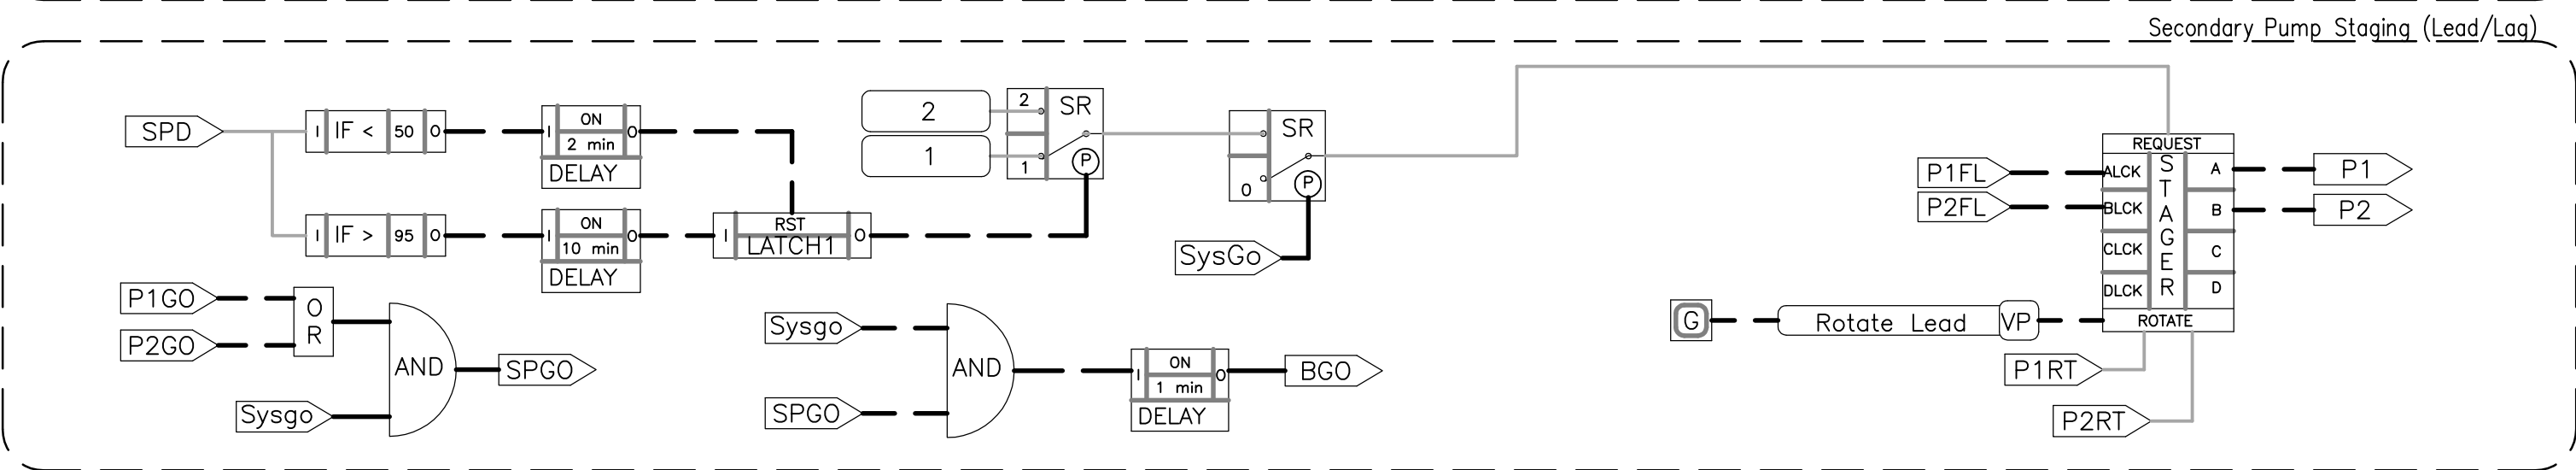 Secondary Pump Staging (Lead/Lag)
SPD
I IF < 50 O
I ON O
2 min
DELAY
2
1
2 SR
1 P
SR
0 P
SysGo
I IF > 95 O
I ON O
10 min
DELAY
RST
I LATCH1 O
P1GO
P2GO
O
R
AND
SPGO
Sysgo
Sysgo
SPGO
AND
I ON O
1 min
DELAY
BGO
REQUEST
STAGER
P1FL
P2FL
ALCK
BLCK
CLCK
DLCK
A
B
C
D
P1
P2
G
Rotate Lead VP
ROTATE
P1RT
P2RT